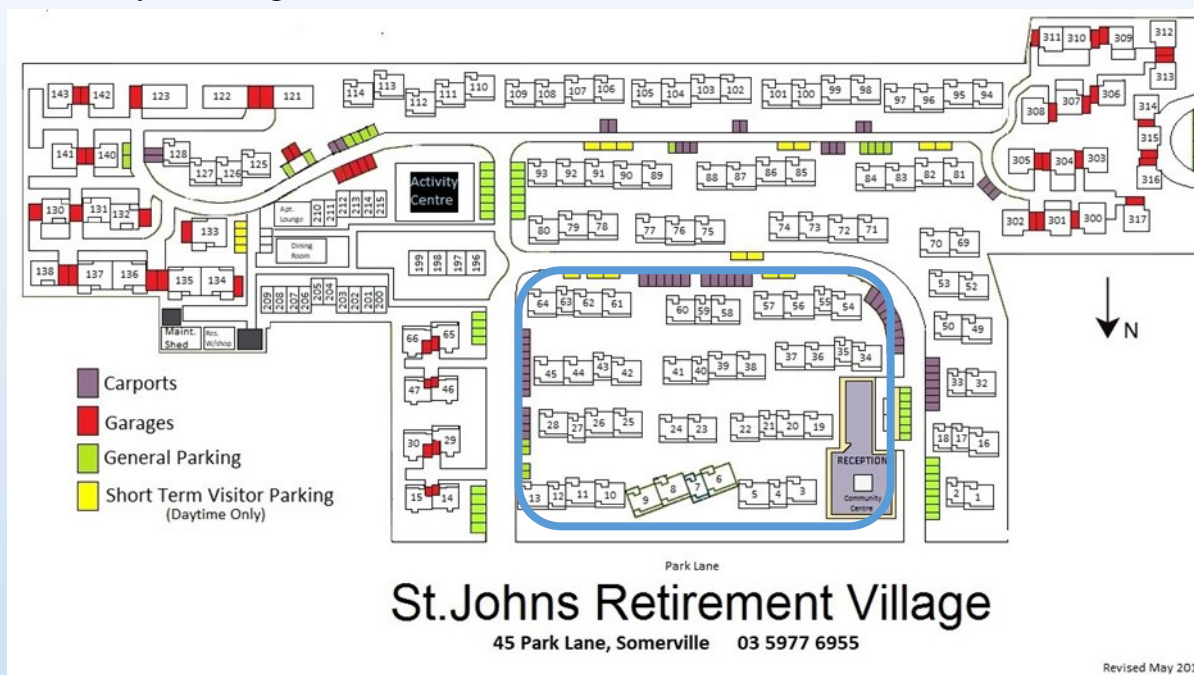 143 142 123 122 121 114 113 112 111 110 109 108 107 106 105 104 103 102 101 100 99 98 97 96 95 94 311 310 309 312
313
308 307 306 314
315
141 140 128 127 126 125 93 92 91 90 89 88 87 86 85 84 83 82 81 305 304 303 316
130 131 132 133 Apt.
Lounge
210 211 212 213 214 215
Activity
Centre
80 79 78 77 76 75 74 73 72 71 70 69 302 301 300 317
Dining
Room
199 198 197 196
138 137 136 135 134 209 208 207 206 205 204 203 202 201 200
64 63 62 61 60 59 58 57 56 55 54 53 52
Maint.
Shed
Res.
W/shop
66 65 50 49
N
Carports
Garages
General Parking
Short Term Visitor Parking
(Daytime Only)
47 46 45 44 43 42 41 40 39 38 37 36 35 34 33 32
30 29 28 27 26 25 24 23 22 21 20 19 18 17 16
RECEPTION
Community
Centre
15 14 13 12 11 10 9 8 7 6 5 4 3 2 1
Park Lane
St.Johns Retirement Village
45 Park Lane, Somerville 03 5977 6955
Revised May